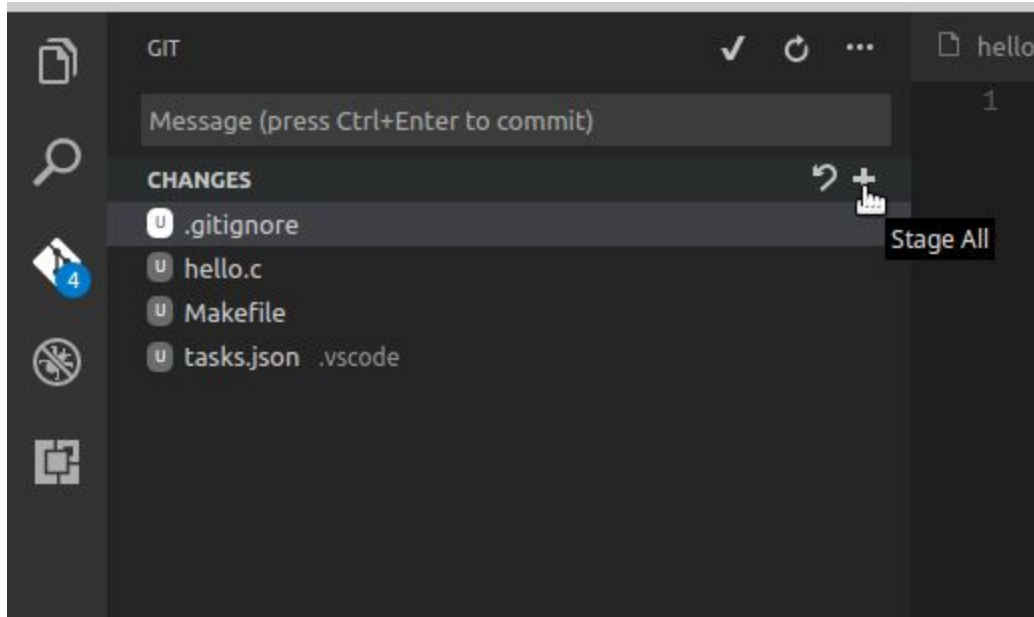 GIT
hello
Message (press Ctrl+Enter to commit)
1
CHANGES
U .gitignore
Stage All
4
U hello.c
U Makefile
U tasks.json .vscode